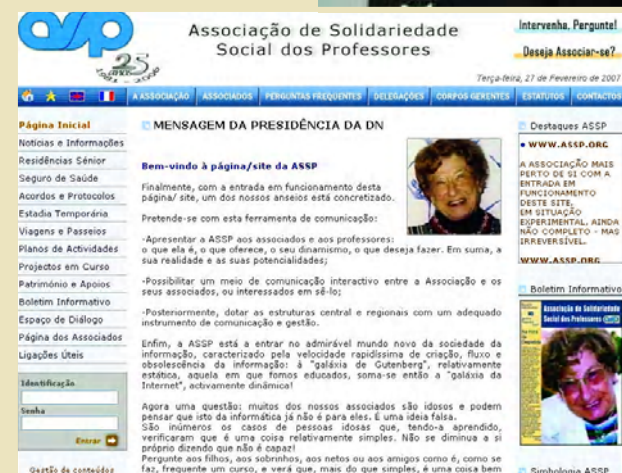 asp
25
anos
1981 - 2006
Associação de Solidariedade
Social dos Professores
Intervenha, Pergunte!
Deseja Associar-se?
Terça-feira, 27 de Fevereiro de 2007
A ASSOCIAÇÃO
ASSOCIADOS
PERGUNTAS FREQUENTES
DELEGAÇÕES
CORPOS GERENTES
ESTATUTOS
CONTACTOS
Página Inicial
Notícias e Informações
Residências Sénior
Seguro de Saúde
Acordos e Protocolos
Estadia Temporária
Viagens e Passeios
Planos de Actividades
Projectos em Curso
Património e Apoios
Boletim Informativo
Espaço de Diálogo
Página dos Associados
Ligações Úteis
Identificação
Senha
Entrar
Gestão de conteúdos
MENSAGEM DA PRESIDÊNCIA DA DN
Bem-vindo à página/site da ASSP
Finalmente, com a entrada em funcionamento desta
página/ site, um dos nossos anseios está concretizado.
Pretende-se com esta ferramenta de comunicação:
-Apresentar a ASSP aos associados e aos professores:
o que ela é, o que oferece, o seu dinamismo, o que deseja fazer. Em suma, a
sua realidade e as suas potencialidades;
-Possibilitar um meio de comunicação interactivo entre a Associação e os
seus associados, ou interessados em sê-lo;
-Posteriormente, dotar as estruturas central e regionais com um adequado
instrumento de comunicação e gestão.
Enfim, a ASSP está a entrar no admirável mundo novo da sociedade da
informação, caracterizado pela velocidade rapidíssima de criação, fluxo e
obsolescência da informação: à "galáxia de Gutenberg", relativamente
estática, aquela em que fomos educados, soma-se então a "galáxia da
Internet", activamente dinâmica!
Agora uma questão: muitos dos nossos associados são idosos e podem
pensar que isto da informática já não é para eles. É uma ideia falsa.
São inúmeros os casos de pessoas idosas que, tendo-a aprendido,
verificaram que é uma coisa relativamente simples. Não se diminua a si
próprio dizendo que não é capaz!
Pergunte aos filhos, aos sobrinhos, aos netos ou aos amigos como é, como se
faz, frequente um curso, e verá que, mais do que simples, é uma coisa bem
Destaques ASSP
• WWW.ASSP.ORG
A ASSOCIAÇÃO MAIS
PERTO DE SI COM A
ENTRADA EM
FUNCIONAMENTO
DESTE SITE,
EM SITUAÇÃO
EXPERIMENTAL. AINDA
NÃO COMPLETO - MAS
IRREVERSÍVEL.
WWW.ASSP.ORG
Boletim Informativo
Associação de Solidariedade
Social dos Professores
Simbologia ASSP